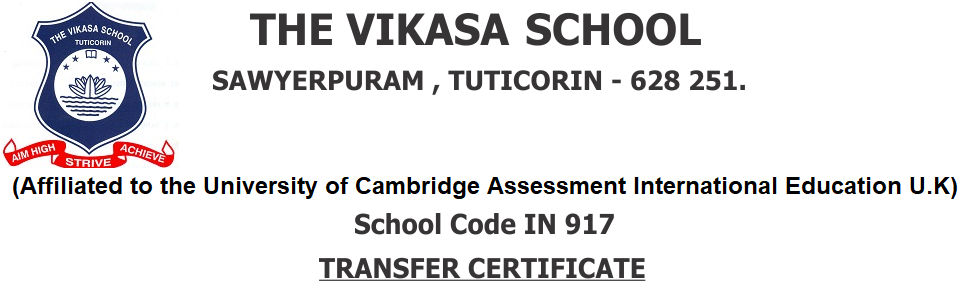 THE VIKASA SCHOOL
TUTICORIN
AIM HIGH
STRIVE
ACHIEVE
THE VIKASA SCHOOL
SAWYERPURAM , TUTICORIN - 628 251.
(Affiliated to the University of Cambridge Assessment International Education U.K)
School Code IN 917
TRANSFER CERTIFICATE